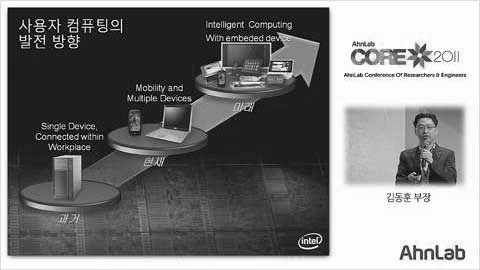 사용자 컴퓨팅의
발전 방향
Intelligent Computing
With embeded device
미래
Mobility and
Multiple Devices
현재
Single Device,
Connected within
Workplace
과거
intel
AhnLab
CORE 2011
AhnLab Conference Of Researchers & Engineers
김동훈 부장
AhnLab